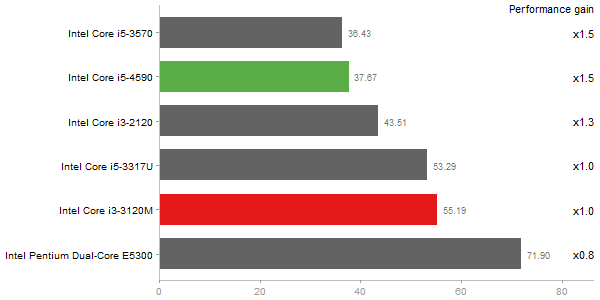 Performance gain
Intel Core i5-3570 36.43 x1.5
Intel Core i5-4590 37.67 x1.5
Intel Core i3-2120 43.51 x1.3
Intel Core i5-3317U 53.29 x1.0
Intel Core i3-3120M 55.19 x1.0
Intel Pentium Dual-Core E5300 71.90 x0.8
0 20 40 60 80